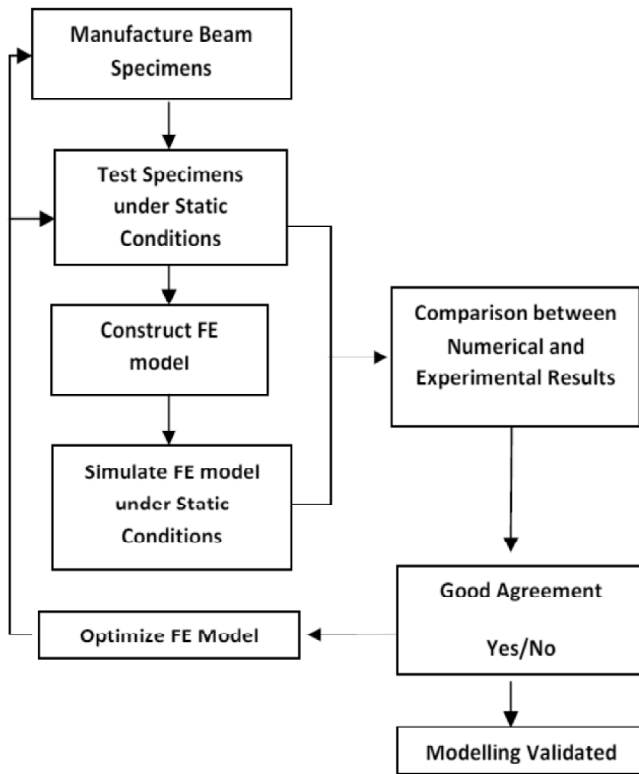 Manufacture Beam
Specimens
Test Specimens
under Static
Conditions
Construct FE
model
Simulate FE model
under Static
Conditions
Comparison between
Numerical and
Experimental Results
Good Agreement
Yes/No
Optimize FE Model
Modelling Validated